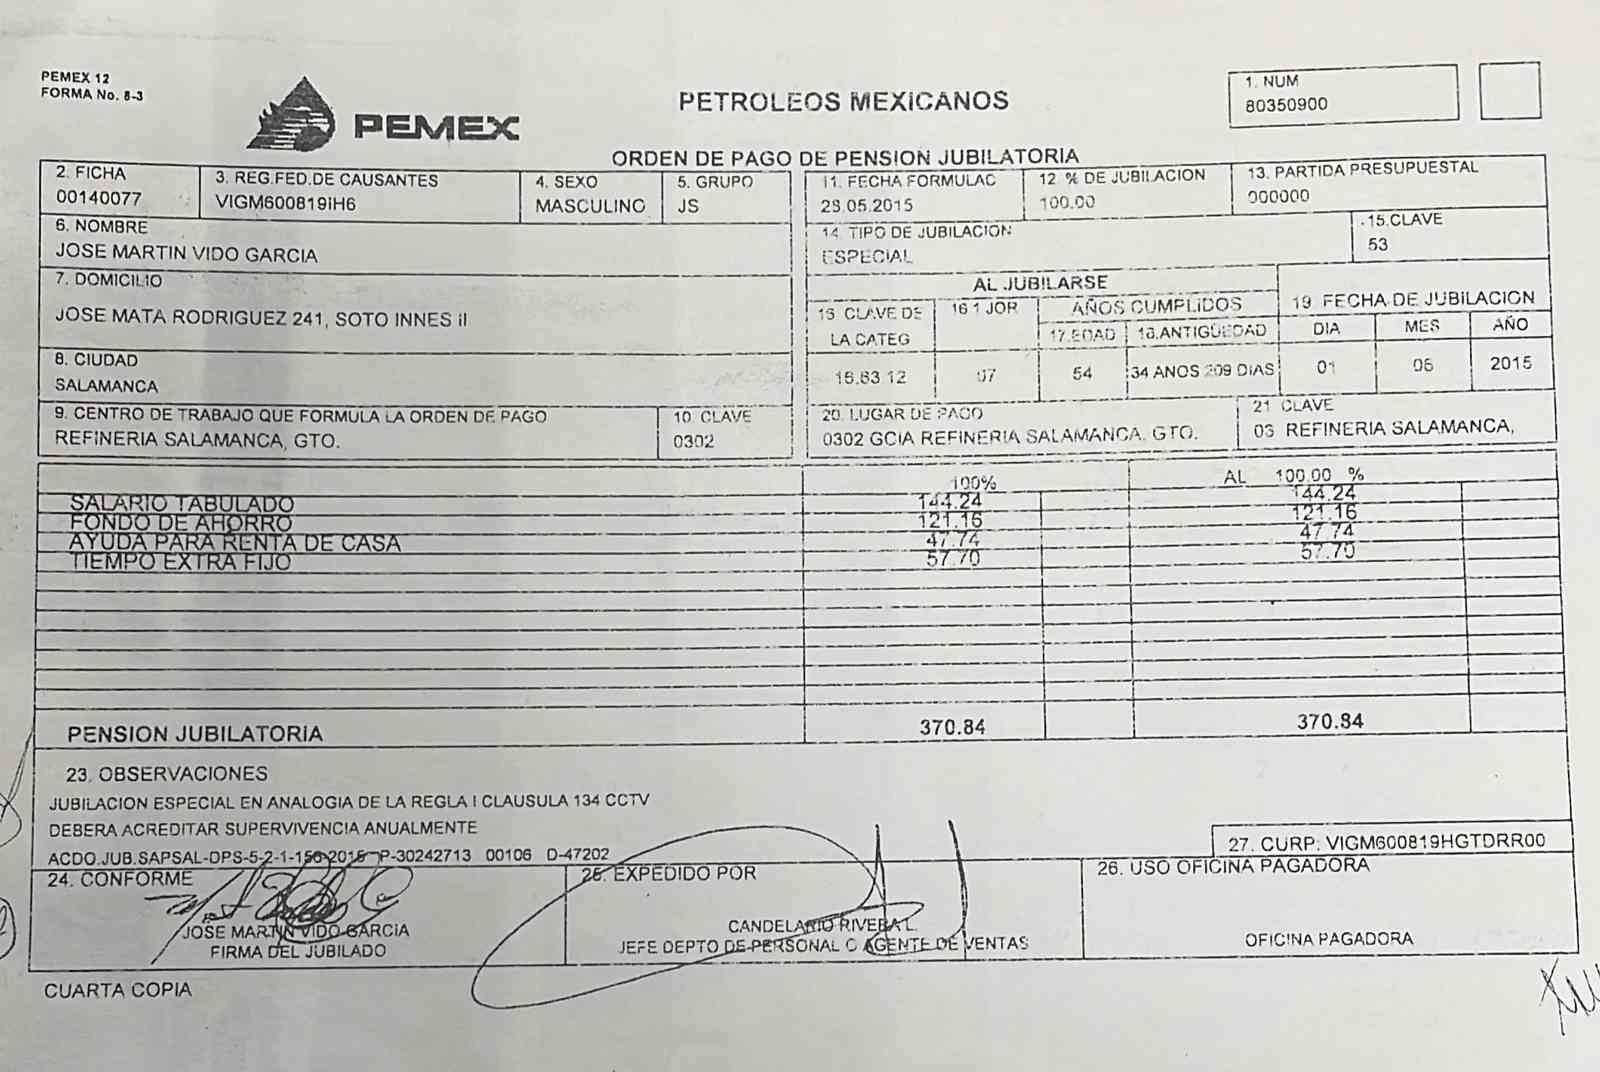 PEMEX 12
FORMA No. 8-3
PEMEX
PETROLEOS MEXICANOS
1. NUM
80350900
ORDEN DE PAGO DE PENSION JUBILATORIA
2. FICHA
00140077
3. REG.FED.DE CAUSANTES
VIGM600819IH6
4. SEXO
MASCULINO
5. GRUPO
JS
11. FECHA FORMULAC
28.05.2015
12. % DE JUBILACION
100.00
13. PARTIDA PRESUPUESTAL
000000
6. NOMBRE
JOSE MARTIN VIDO GARCIA
14. TIPO DE JUBILACION
ESPECIAL
15.CLAVE
53
7. DOMICILIO
JOSE MATA RODRIGUEZ 241, SOTO INNES II
AL JUBILARSE
15. CLAVE DE
LA CATEG
16.63.12
16 1 JOR
07
AÑOS CUMPLIDOS
17.EDAD
54
18.ANTIGÜEDAD
34 ANOS 209 DIAS
19 FECHA DE JUBILACION
DIA MES AÑO
01 06 2015
8. CIUDAD
SALAMANCA
9. CENTRO DE TRABAJO QUE FORMULA LA ORDEN DE PAGO
REFINERIA SALAMANCA, GTO.
10. CLAVE
0302
20. LUGAR DE PAGO
0302 GCIA REFINERIA SALAMANCA. GTO.
21 CLAVE
03 REFINERIA SALAMANCA,
100% AL 100.00 %
SALARIO TABULADO 144.24 144.24
FONDO DE AHORRO 121.16 121.16
AYUDA PARA RENTA DE CASA 47.74 47.74
TIEMPO EXTRA FIJO 57.70 57.70
PENSION JUBILATORIA 370.84 370.84
23. OBSERVACIONES
JUBILACION ESPECIAL EN ANALOGIA DE LA REGLA I CLAUSULA 134 CCTV
DEBERA ACREDITAR SUPERVIVENCIA ANUALMENTE
ACDO.JUB.SAPSAL-DPS-5-2-1-156-2015 P-30242713 00106 D-47202
27. CURP: VIGM600819HGTDRR00
24. CONFORME
JOSE MARTIN VIDO GARCIA
FIRMA DEL JUBILADO
25. EXPEDIDO POR
CANDELARIO RIVERA L.
JEFE DEPTO DE PERSONAL O AGENTE DE VENTAS
26. USO OFICINA PAGADORA
OFICINA PAGADORA
CUARTA COPIA